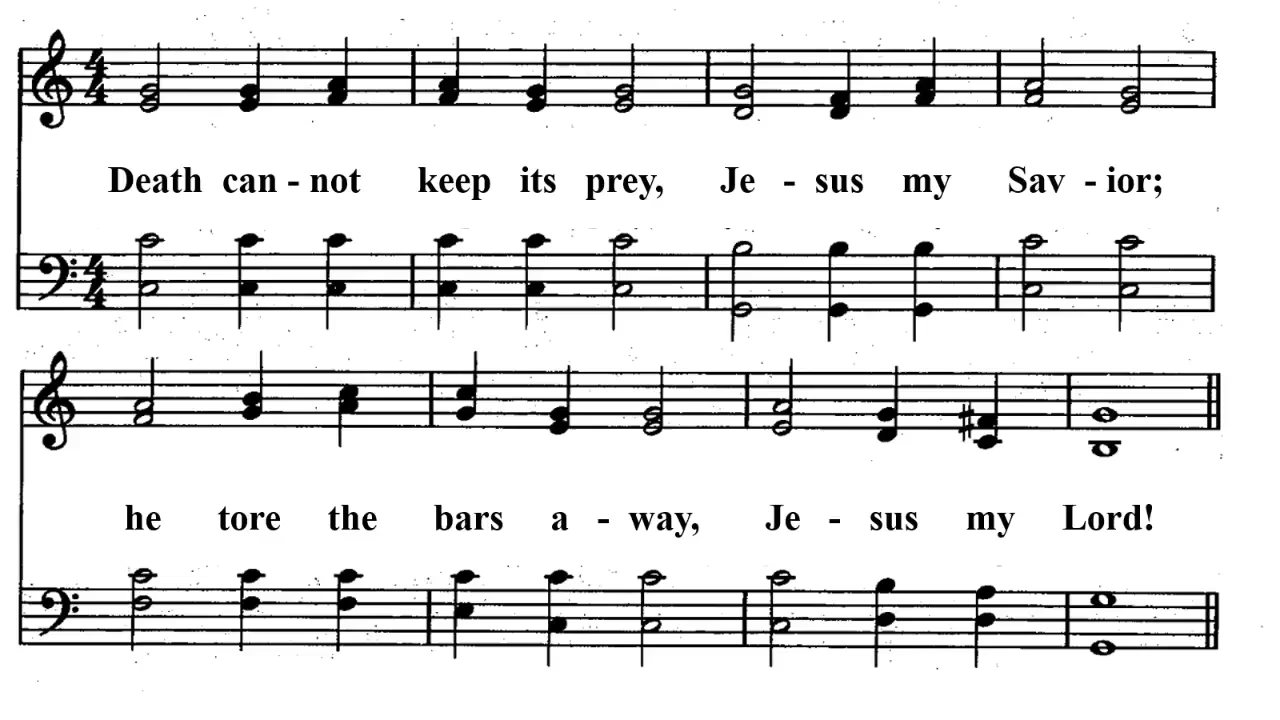 Death can - not keep its prey, Je - sus my Sav - ior;
he tore the bars a - way, Je - sus my Lord!